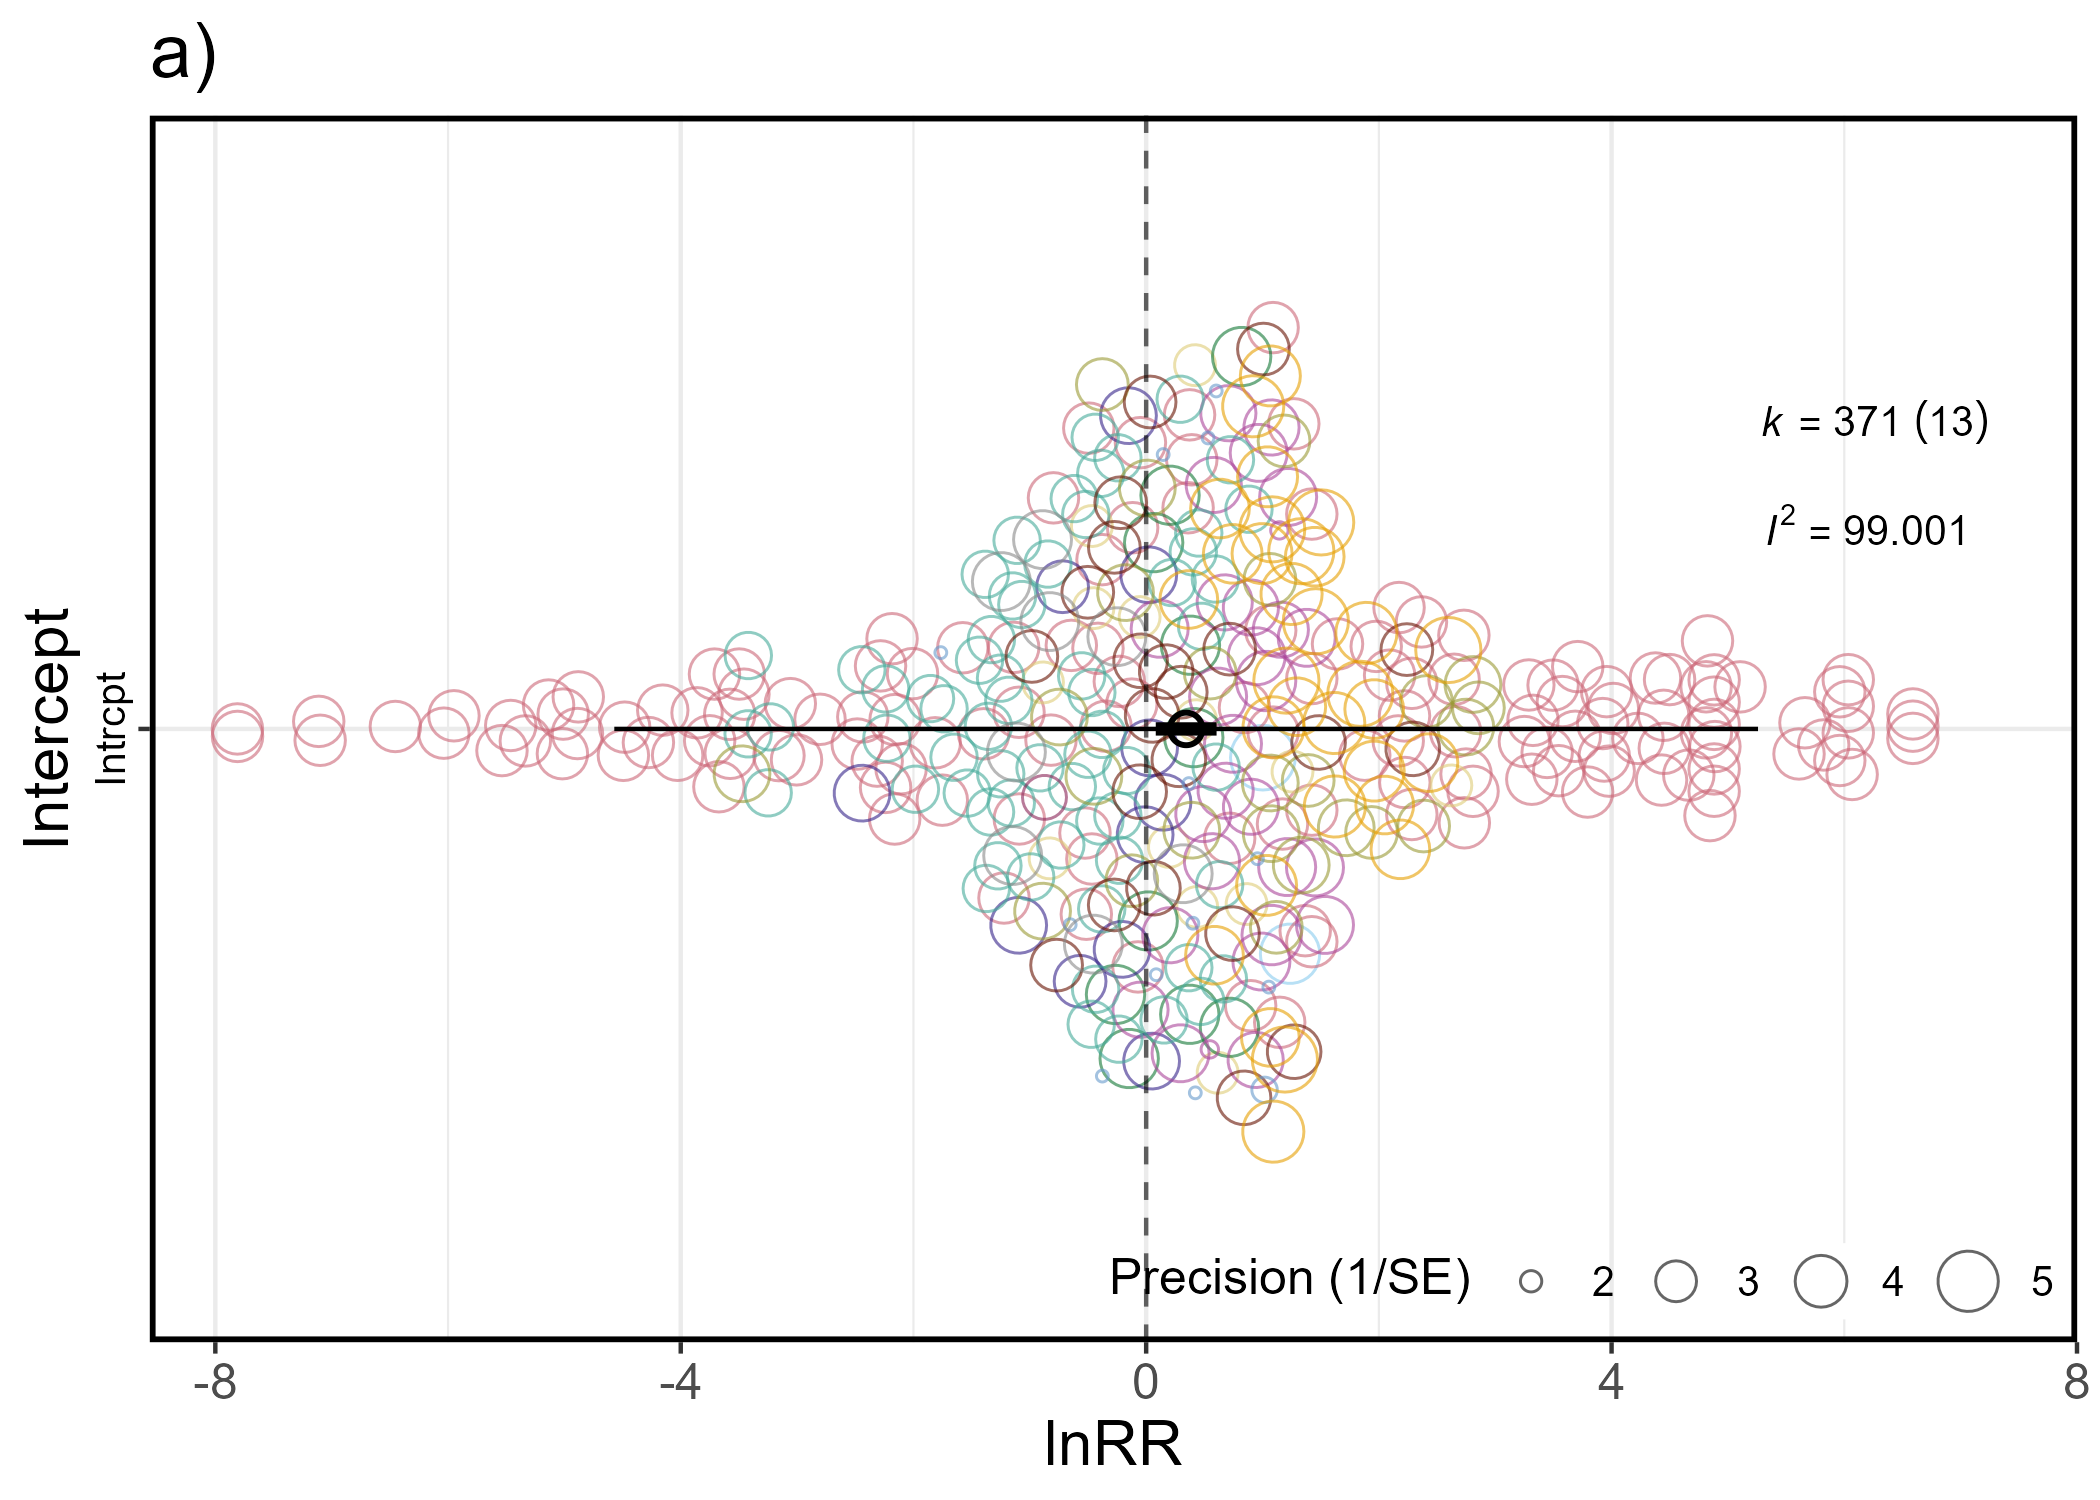 a)
Intercept
Intrcpt
k = 371 (13)
I² = 99.001
Precision (1/SE) 2 3 4 5
-8 -4 0 4 8
lnRR